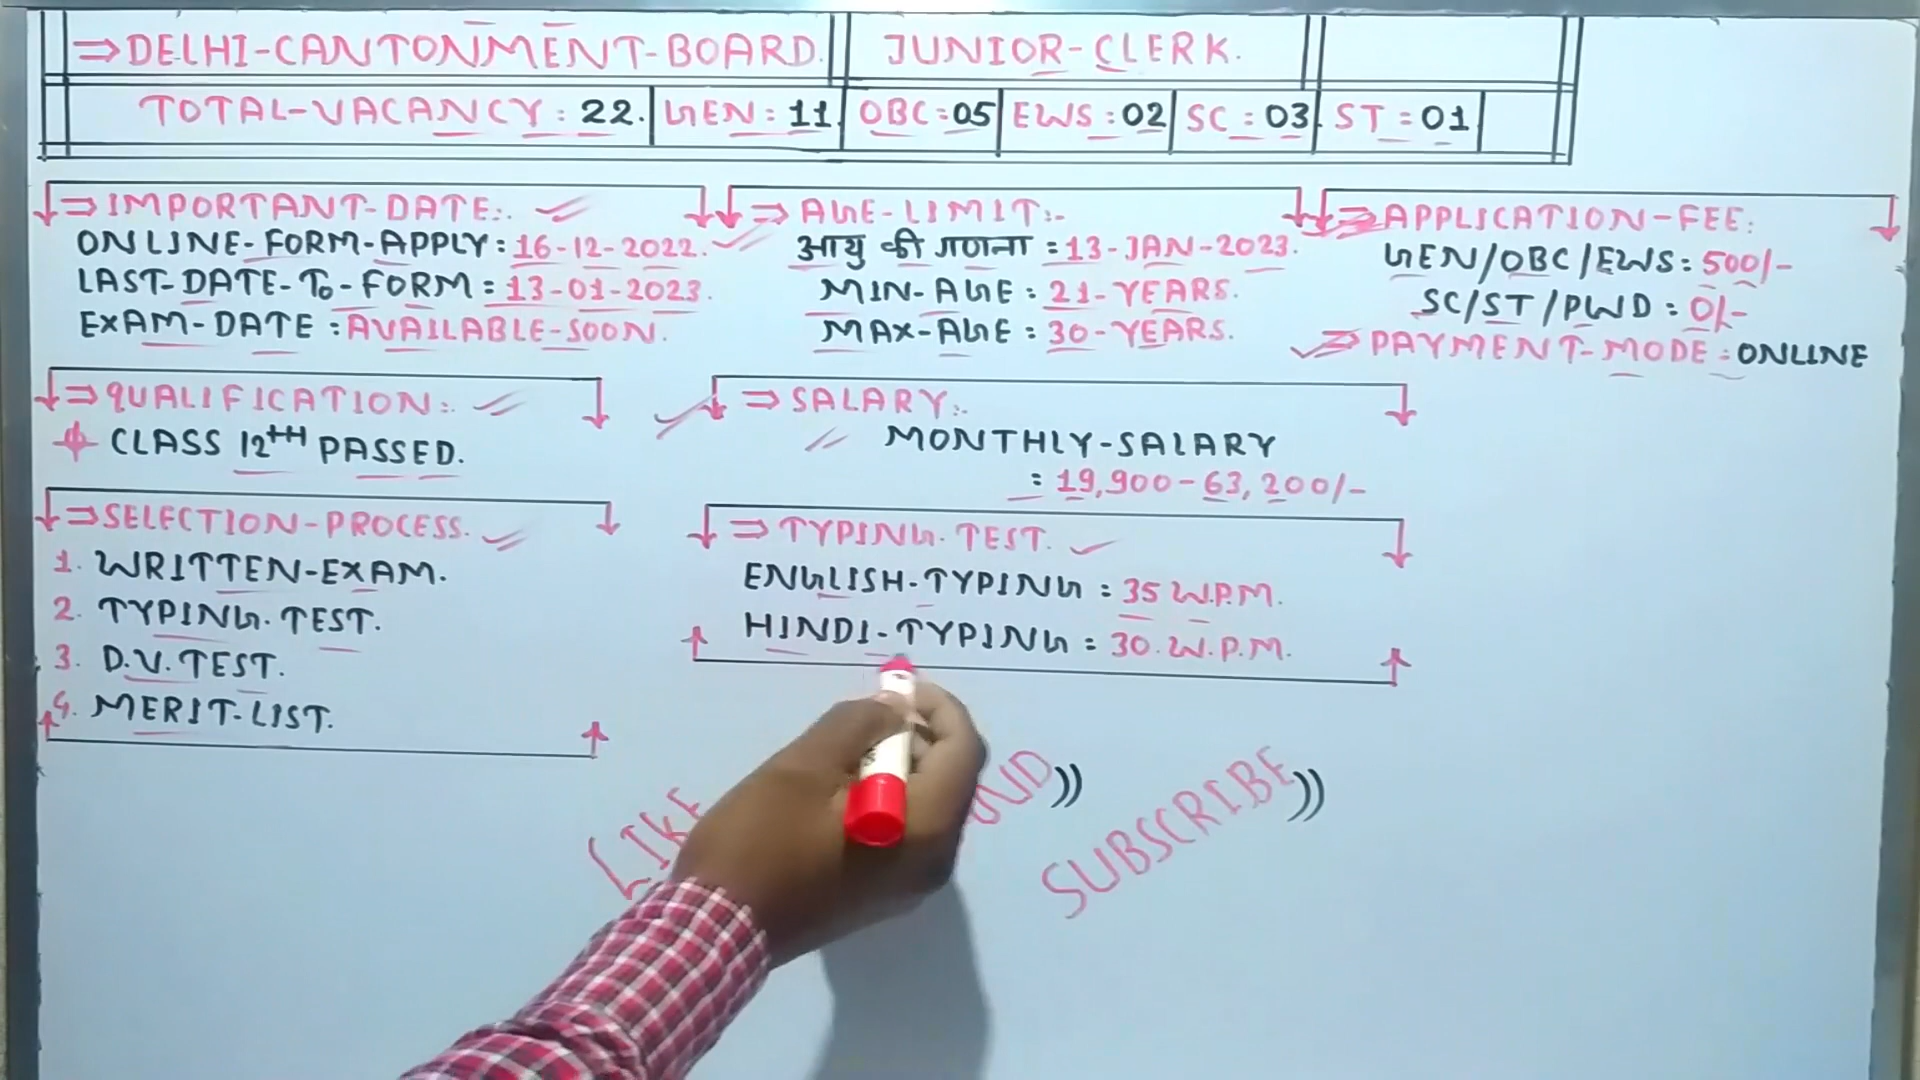 ⇒DELHI-CANTONMENT-BOARD. JUNIOR-CLERK.
TOTAL-VACANCY: 22. GEN: 11. OBC=05 EWS:02 SC:03. ST=01
⇒IMPORTANT-DATE:.
ONLINE-FORM-APPLY:16-12-2022.
LAST-DATE-To-FORM=13-01-2023.
EXAM-DATE:AVAILABLE-SOON.
⇒AGE-LIMIT:-
आयु की गणना:13-JAN-2023.
MIN-AGE: 21-YEARS.
MAX-AGE: 30-YEARS.
⇒APPLICATION-FEE:
GEN/OBC/EWS: 500/-
SC/ST/PWD: 0/-
⇒PAYMENT-MODE:ONLINE
⇒QUALIFICATION:.
CLASS 12TH PASSED.
⇒SALARY:.
MONTHLY-SALARY
: 19,900-63,200/-
⇒SELECTION-PROCESS.
1. WRITTEN-EXAM.
2. TYPING.TEST.
3. D.V.TEST.
4. MERIT-LIST.
⇒TYPING.TEST.
ENGLISH-TYPING: 35 W.P.M.
HINDI-TYPING= 30.W.P.M.
LIKE
SUBSCRIBE))